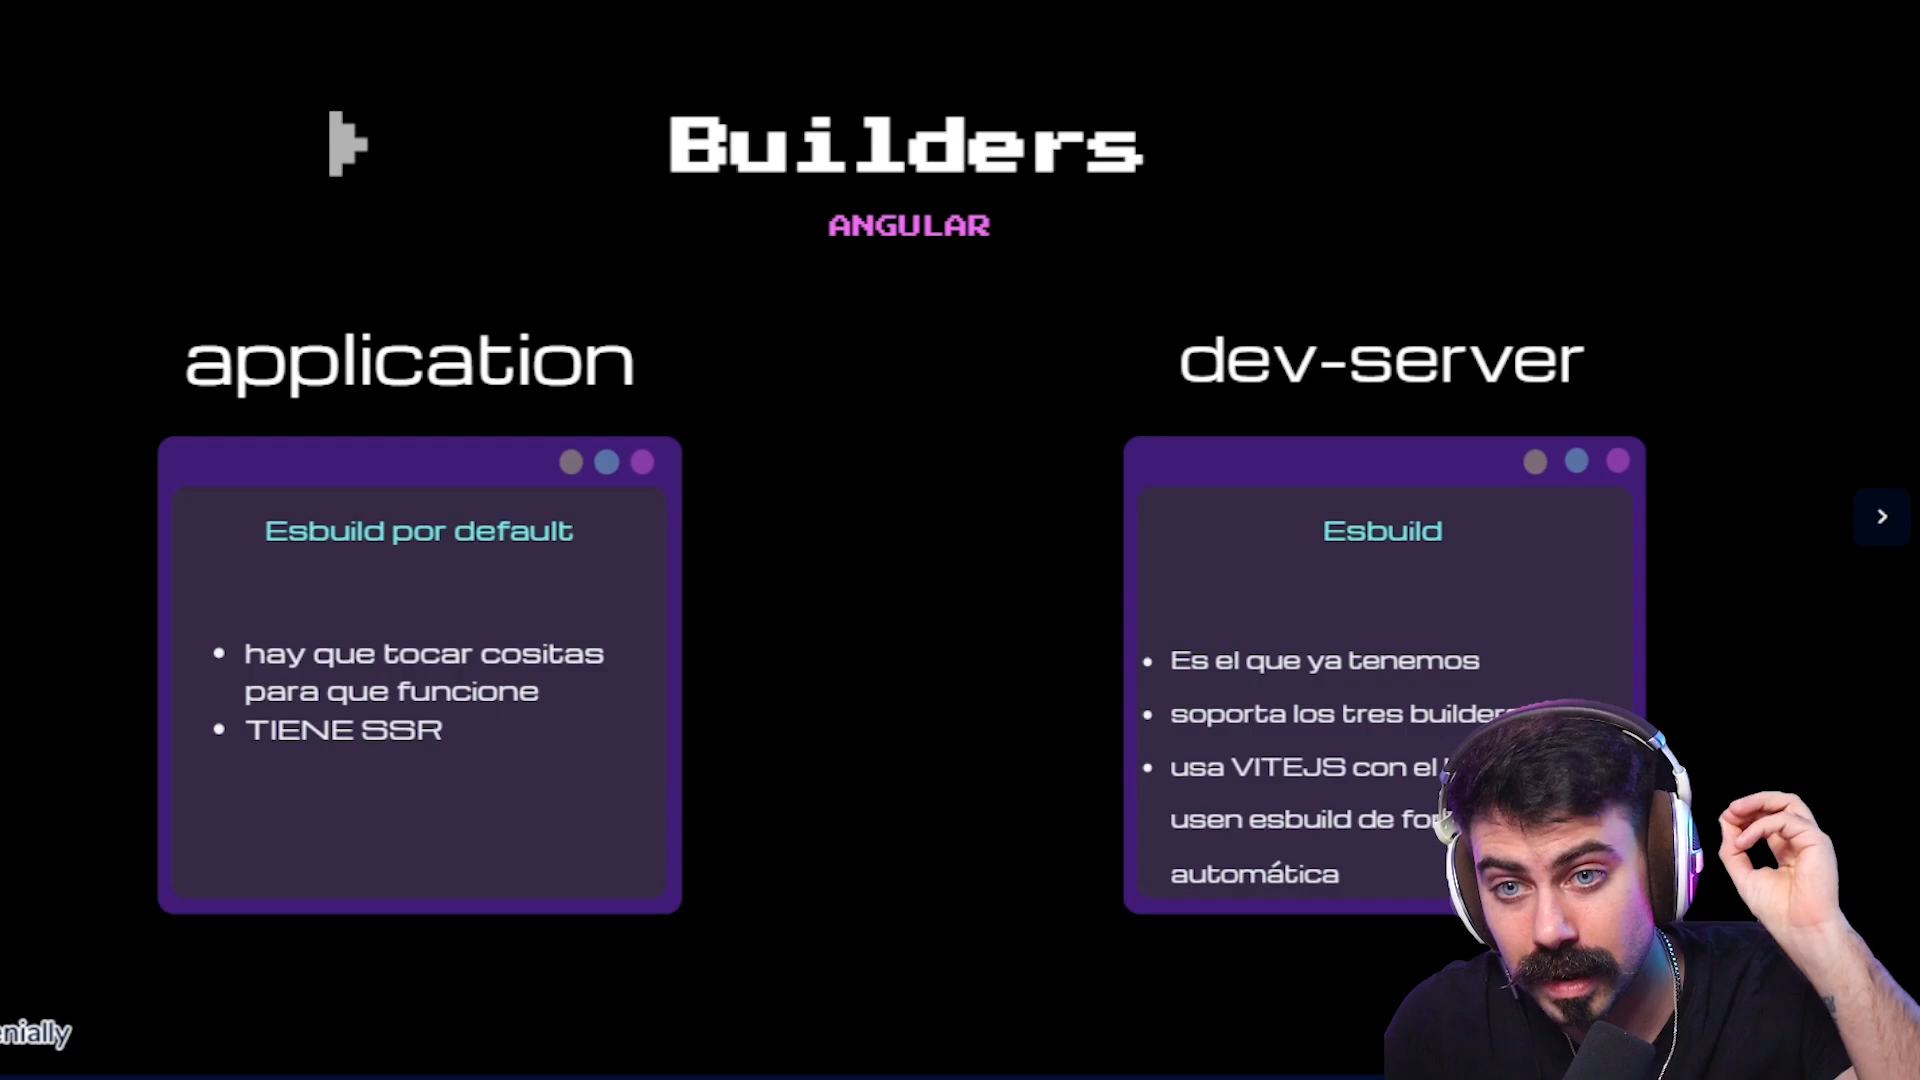 Builders
ANGULAR
application
dev-server
Esbuild por default
hay que tocar cositas
para que funcione
TIENE SSR
Esbuild
Es el que ya tenemos
soporta los tres builders
usa VITEJS con el
usen esbuild de
automática